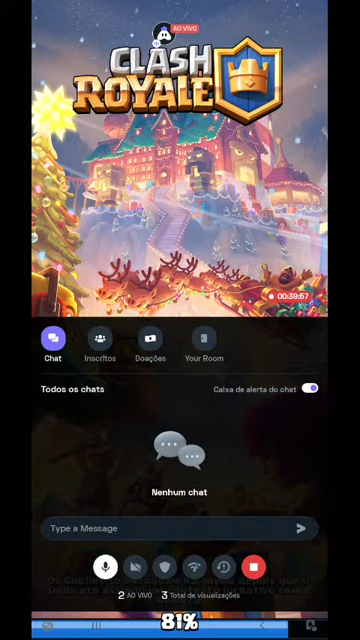 AO VIVO
CLASH
ROYALE
00:39:57
Chat
Inscritos
Doações
Your Room
Todos os chats
Caixa de alerta do chat
Nenhum chat
Type a Message
2 AO VIVO 3 Total de visualizações
81%